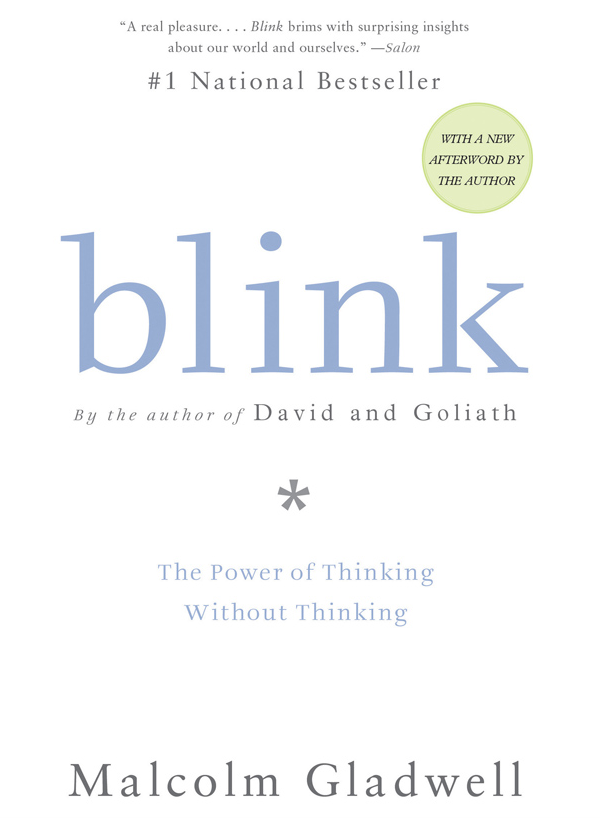 “A real pleasure. . . . Blink brims with surprising insights
about our world and ourselves.” —Salon
#1 National Bestseller
WITH A NEW
AFTERWORD BY
THE AUTHOR
blink
By the author of David and Goliath
*
The Power of Thinking
Without Thinking
Malcolm Gladwell